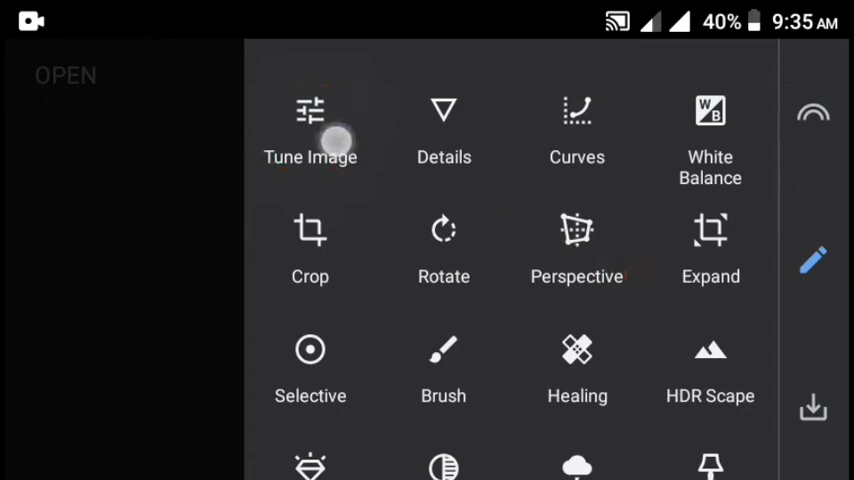 40% 9:35 AM
OPEN
Tune Image Details Curves White
Balance
W
B
Crop Rotate Perspective Expand
Selective Brush Healing HDR Scape